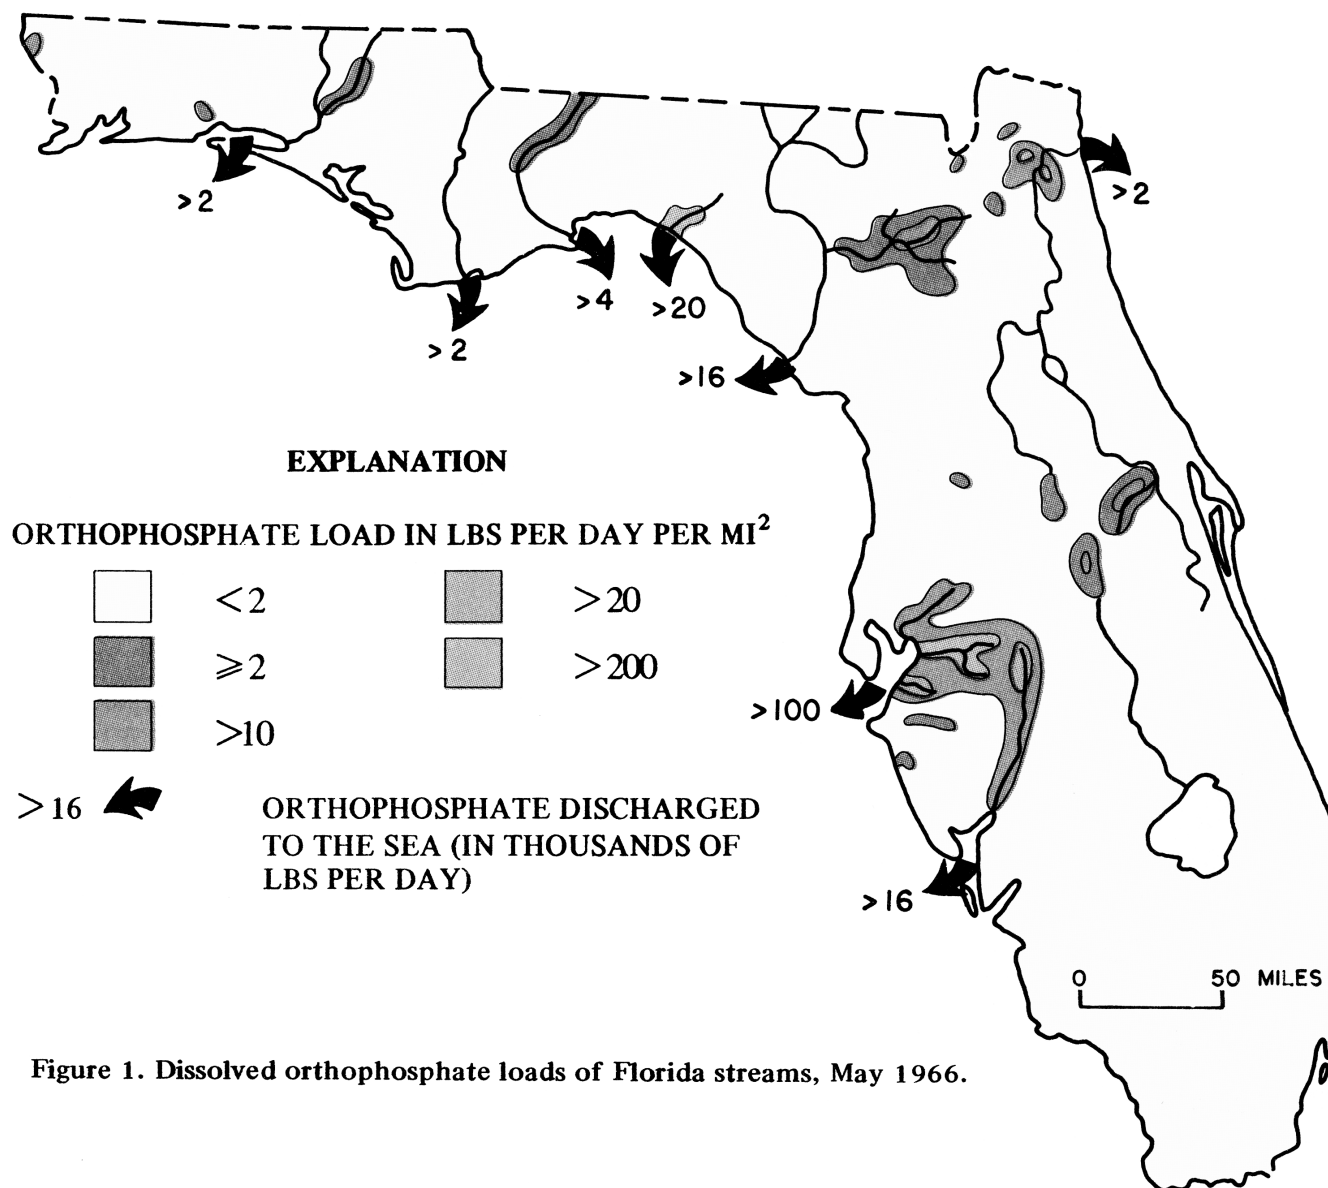 >2
>2
>2
>4
>20
>16
EXPLANATION
ORTHOPHOSPHATE LOAD IN LBS PER DAY PER MI²
<2
>20
⩾2
>200
>10
>100
>16
ORTHOPHOSPHATE DISCHARGED
TO THE SEA (IN THOUSANDS OF
LBS PER DAY)
>16
0 50 MILES
Figure 1. Dissolved orthophosphate loads of Florida streams, May 1966.